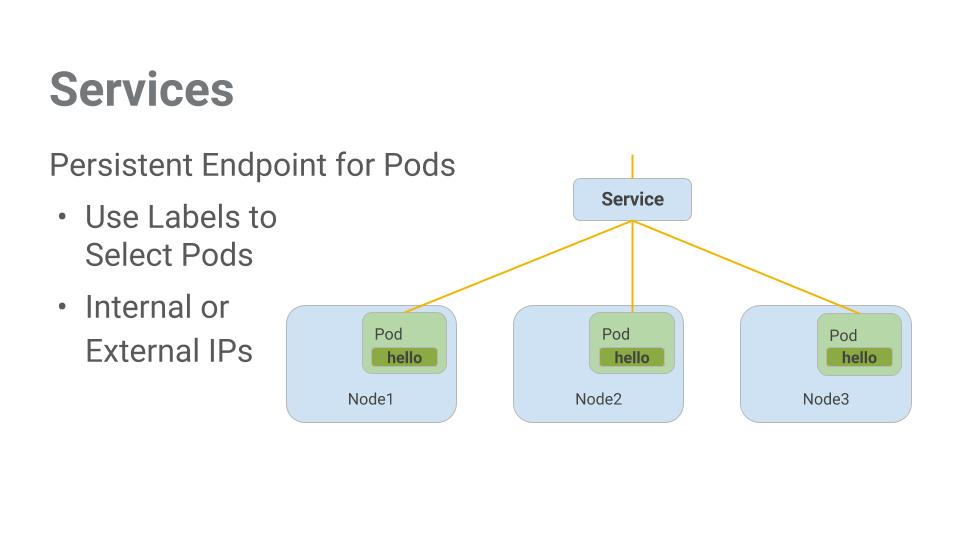 Services
Persistent Endpoint for Pods
• Use Labels to
Select Pods
• Internal or
External IPs
Service
Pod
hello
Node1
Pod
hello
Node2
Pod
hello
Node3